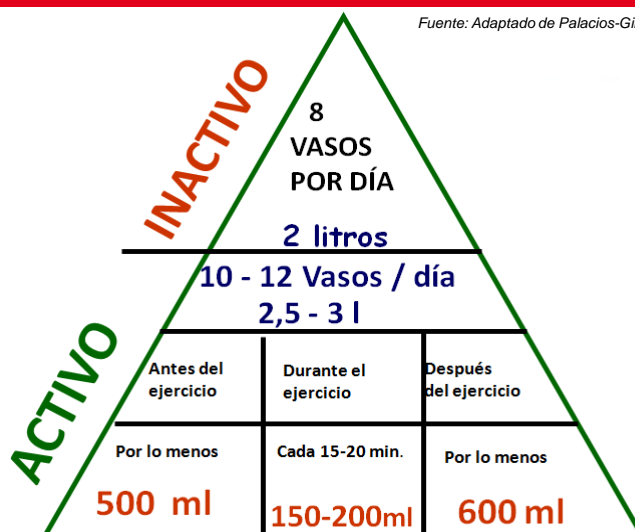 Fuente: Adaptado de Palacios-Gi
INACTIVO
8
VASOS
POR DÍA
2 litros
10 - 12 Vasos / día
2,5 - 3 l
ACTIVO
Antes del
ejercicio
Durante el
ejercicio
Después
del ejercicio
Por lo menos
500 ml
Cada 15-20 min.
150-200ml
Por lo menos
600 ml